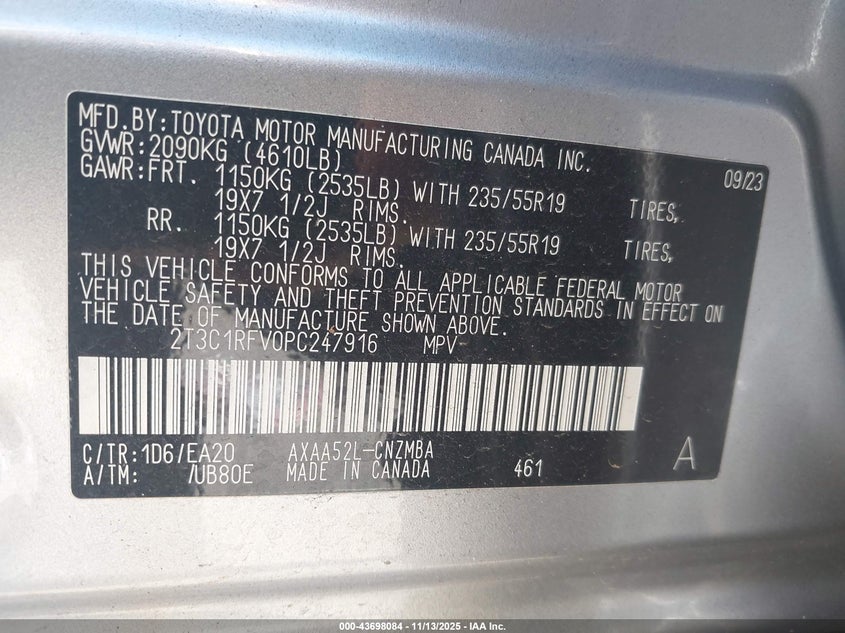 MFD.BY:TOYOTA MOTOR MANUFACTURING CANADA INC.
GVWR:2090KG (4610LB) 09/23
GAWR:FRT. 1150KG (2535LB) WITH 235/55R19 TIRES,
19X7 1/2J RIMS.
RR. 1150KG (2535LB) WITH 235/55R19 TIRES,
19X7 1/2J RIMS.
THIS VEHICLE CONFORMS TO ALL APPLICABLE FEDERAL MOTOR
VEHICLE SAFETY AND THEFT PREVENTION STANDARDS IN EFFECT ON
THE DATE OF MANUFACTURE SHOWN ABOVE.
2T3C1RFV0PC247916 MPV
C/TR:1D6/EA20 AXAA52L-CNZMBA
A/TM: /UB80E MADE IN CANADA 461 A
000-43698084 - 11/13/2025 - IAA Inc.